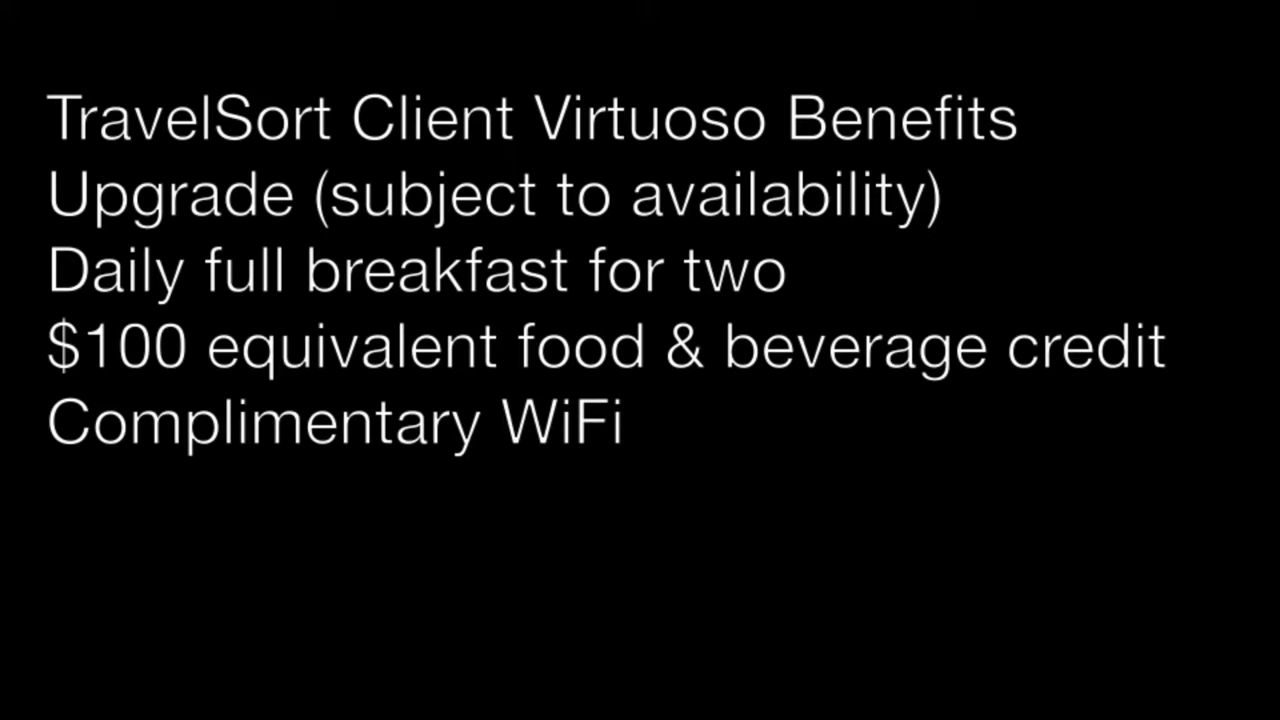 TravelSort Client Virtuoso Benefits
Upgrade (subject to availability)
Daily full breakfast for two
$100 equivalent food & beverage credit
Complimentary WiFi